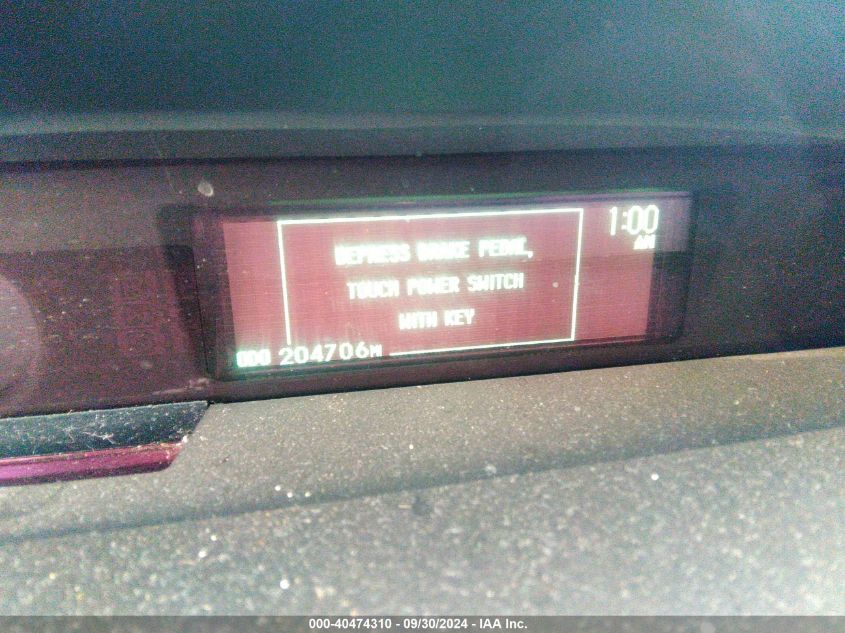 1:00
AM
DEPRESS BRAKE PEDAL,
TOUCH POWER SWITCH
WITH KEY
ODO 204706MI
000-40474310 - 09/30/2024 - IAA Inc.